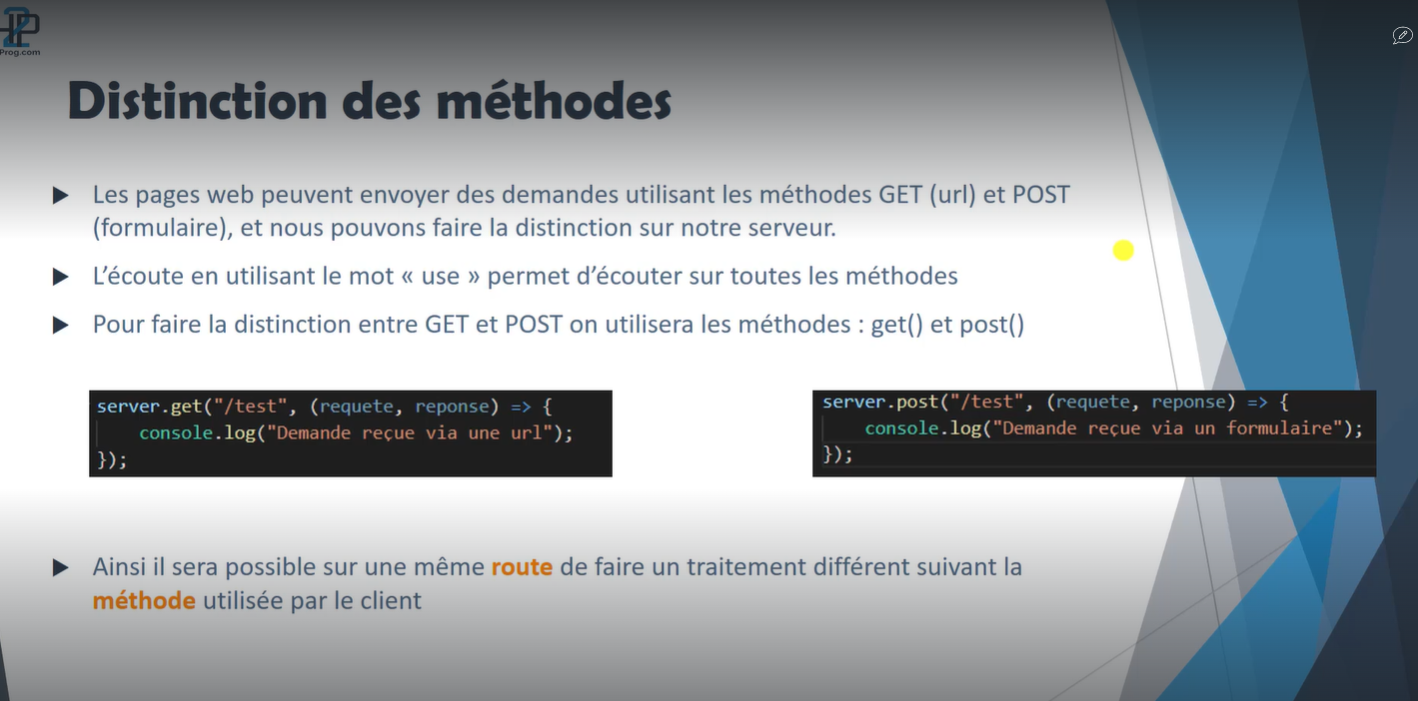 Prog.com
Distinction des méthodes
Les pages web peuvent envoyer des demandes utilisant les méthodes GET (url) et POST
(formulaire), et nous pouvons faire la distinction sur notre serveur.
L’écoute en utilisant le mot « use » permet d’écouter sur toutes les méthodes
Pour faire la distinction entre GET et POST on utilisera les méthodes : get() et post()
server.get("/test", (requete, reponse) => {
    console.log("Demande reçue via une url");
});
server.post("/test", (requete, reponse) => {
    console.log("Demande reçue via un formulaire");
});
Ainsi il sera possible sur une même route de faire un traitement différent suivant la
méthode utilisée par le client